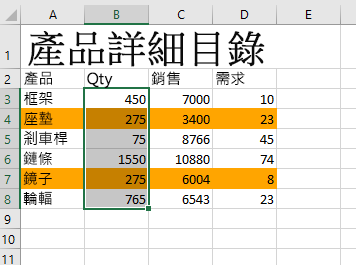 A B C D E
1 產品詳細目錄
2 產品 Qty 銷售 需求
3 框架 450 7000 10
4 座墊 275 3400 23
5 剎車桿 75 8766 45
6 鏈條 1550 10880 74
7 鏡子 275 6004 8
8 輪輻 765 6543 23
9
10
11